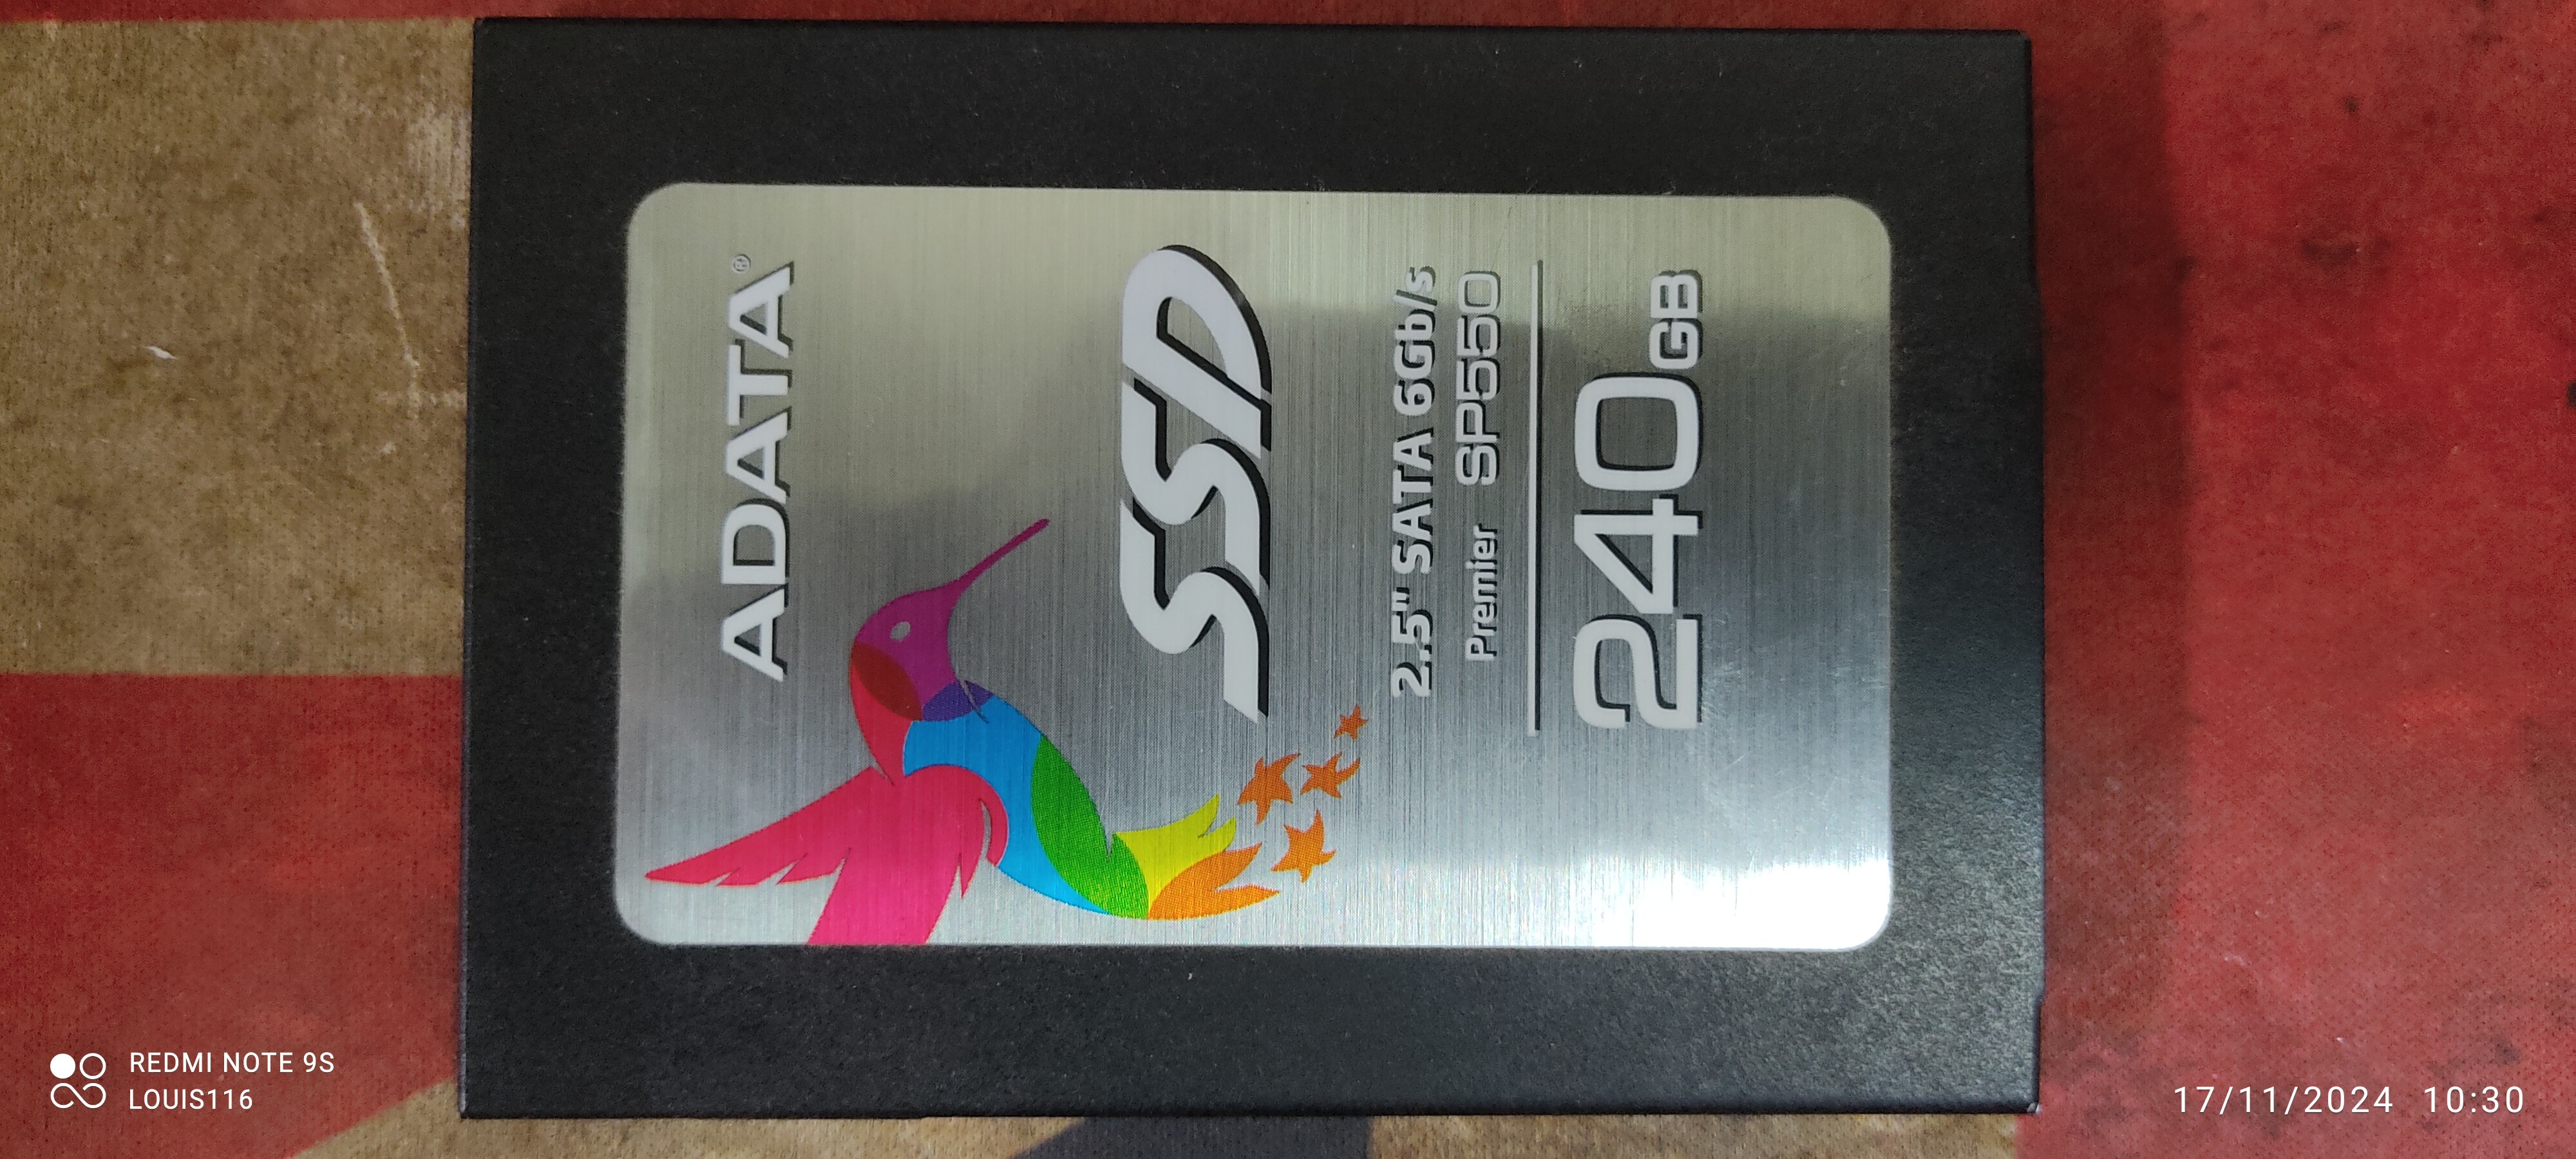 ADATA®
SSD
2.5" SATA 6Gb/s
Premier SP550
240GB
REDMI NOTE 9S
LOUIS116
17/11/2024 10:30